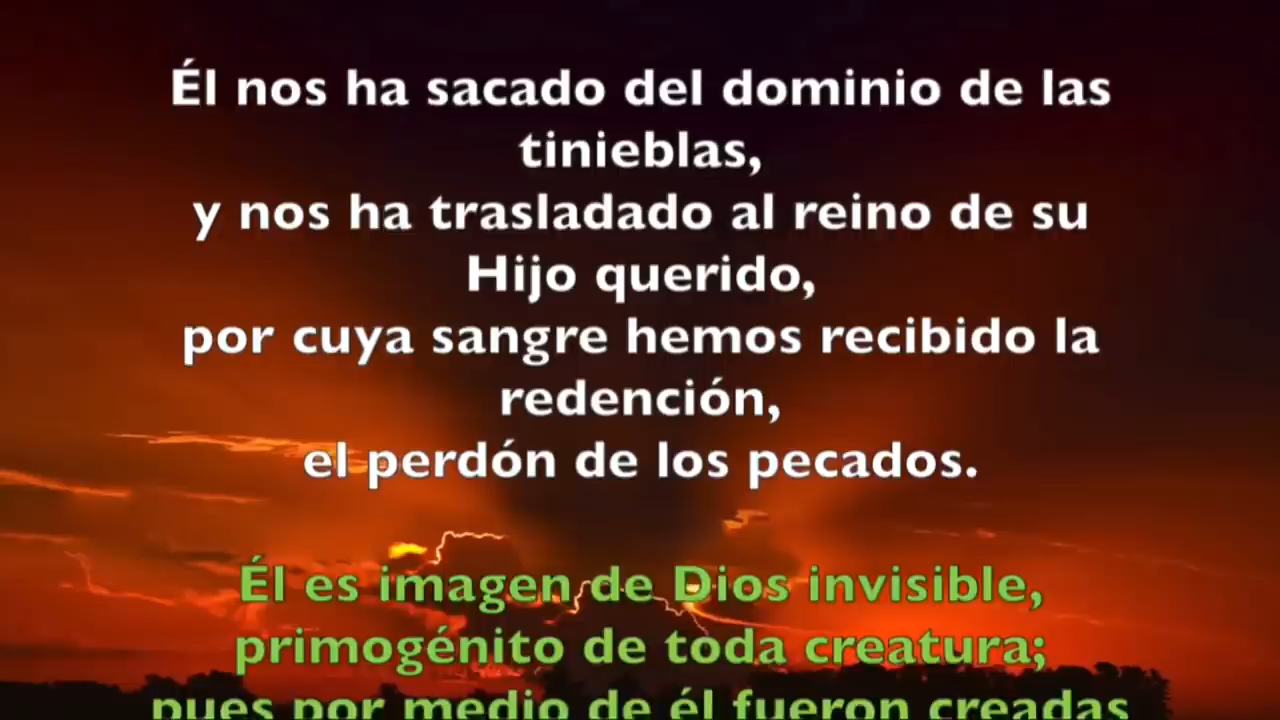 Él nos ha sacado del dominio de las
tinieblas,
y nos ha trasladado al reino de su
Hijo querido,
por cuya sangre hemos recibido la
redención,
el perdón de los pecados.
Él es imagen de Dios invisible,
primogénito de toda creatura;
pues por medio de él fueron creadas